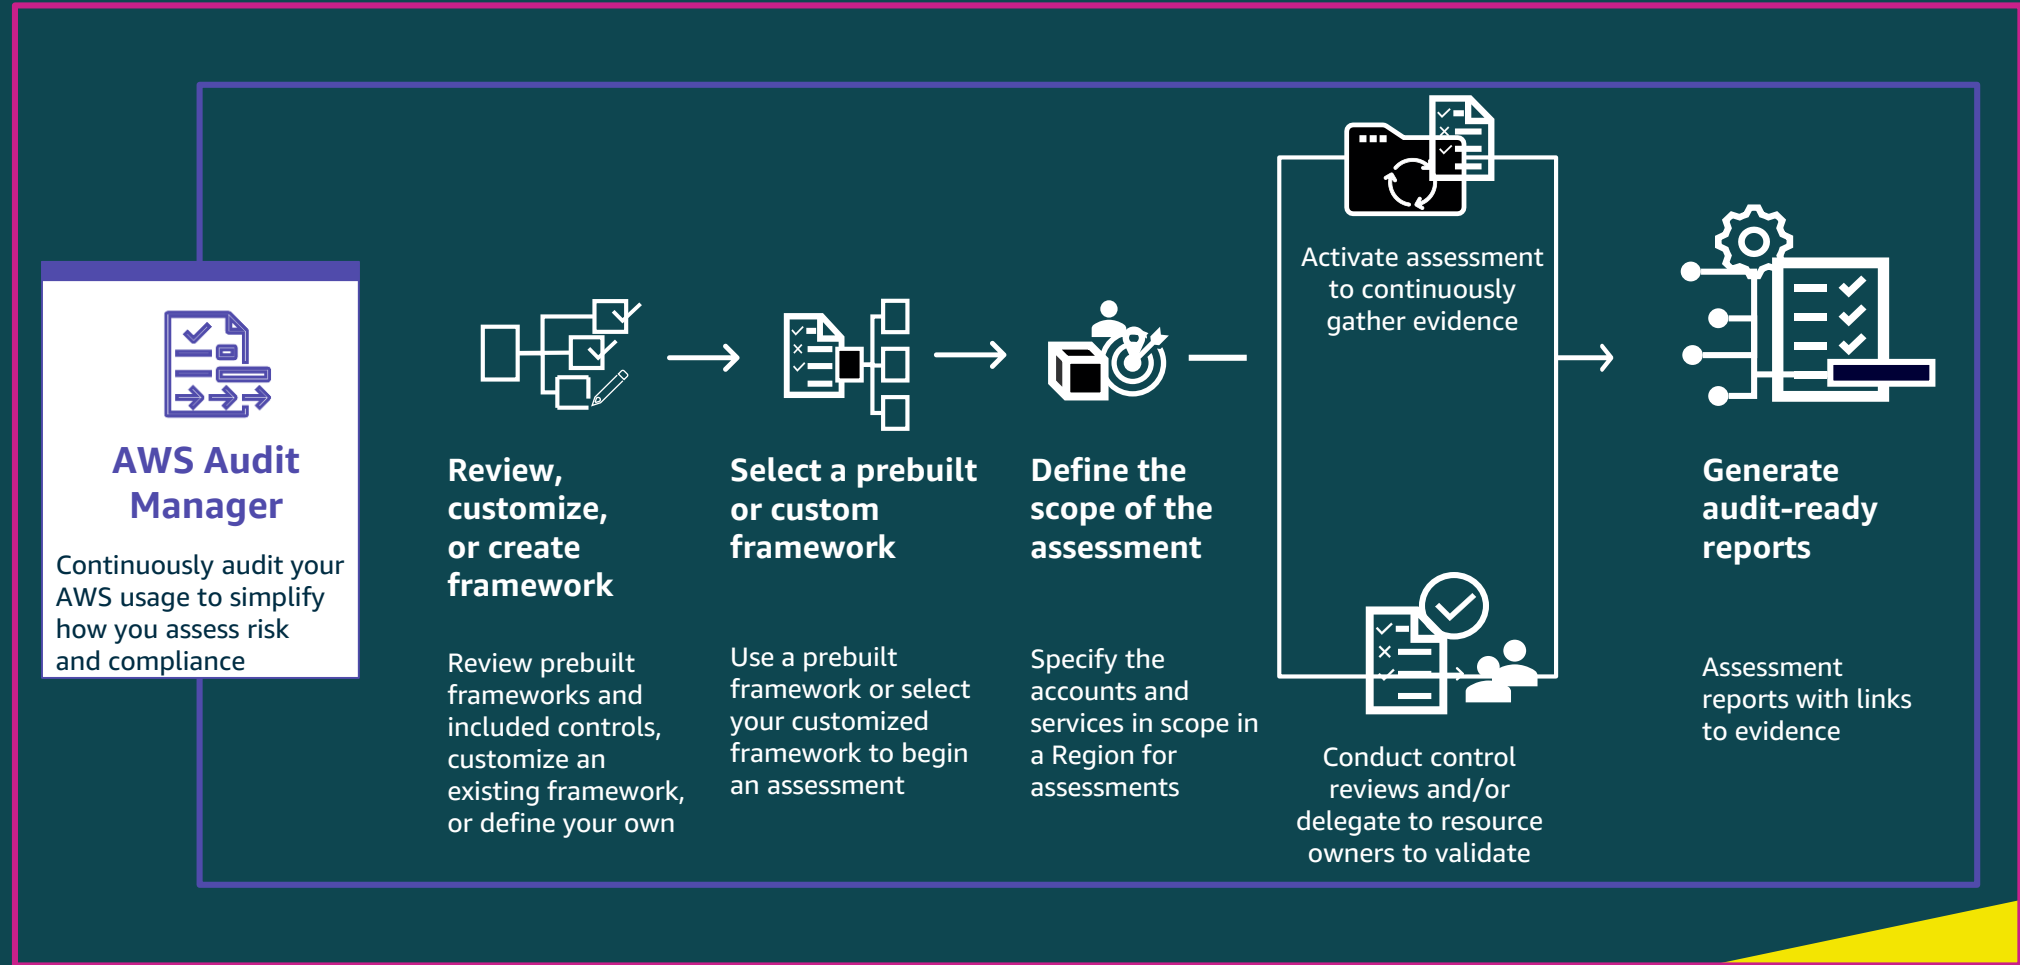 AWS Audit
Manager
Continuously audit your
AWS usage to simplify
how you assess risk
and compliance
Review,
customize,
or create
framework
Review prebuilt
frameworks and
included controls,
customize an
existing framework,
or define your own
Select a prebuilt
or custom
framework
Use a prebuilt
framework or select
your customized
framework to begin
an assessment
Define the
scope of the
assessment
Specify the
accounts and
services in scope in
a Region for
assessments
Activate assessment
to continuously
gather evidence
Conduct control
reviews and/or
delegate to resource
owners to validate
Generate
audit-ready
reports
Assessment
reports with links
to evidence